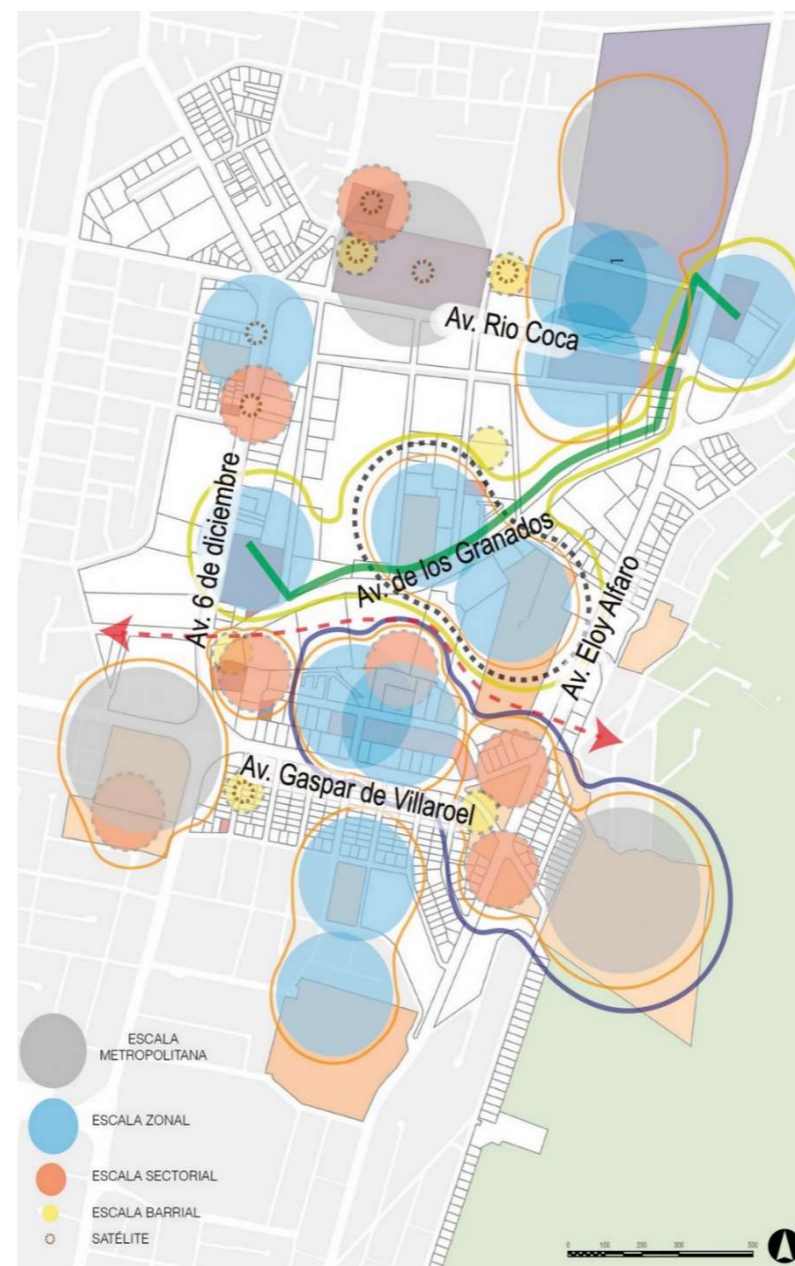 Av. Rio Coca
Av. 6 de diciembre
Av. de los Granados
Av. Eloy Alfaro
Av. Gaspar de Villaroel
ESCALA
METROPOLITANA
ESCALA ZONAL
ESCALA SECTORIAL
ESCALA BARRIAL
SATÉLITE
0 100 200 300 500